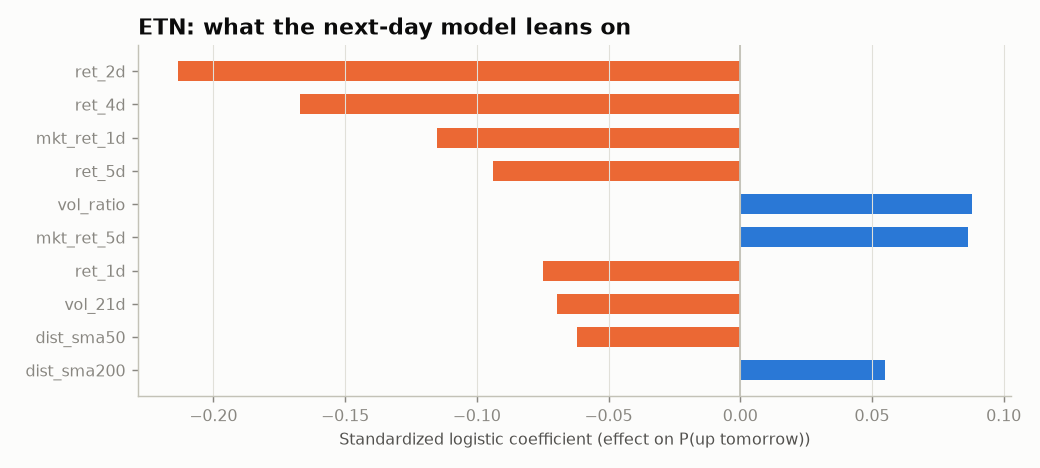 ETN: what the next-day model leans on
ret_2d
ret_4d
mkt_ret_1d
ret_5d
vol_ratio
mkt_ret_5d
ret_1d
vol_21d
dist_sma50
dist_sma200
−0.20 −0.15 −0.10 −0.05 0.00 0.05 0.10
Standardized logistic coefficient (effect on P(up tomorrow))